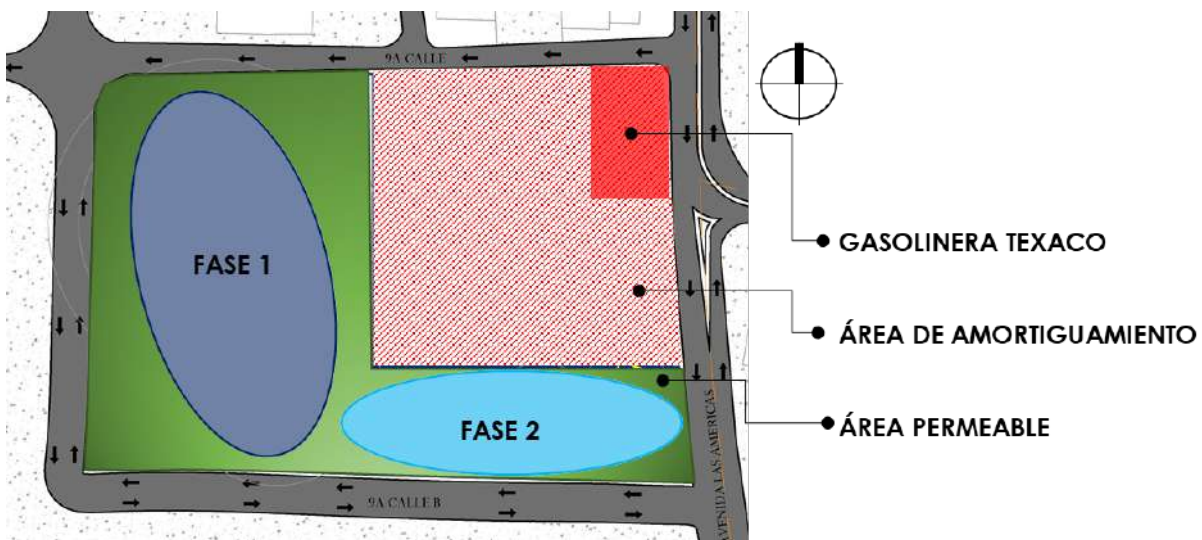 9A CALLE
FASE 1
GASOLINERA TEXACO
ÁREA DE AMORTIGUAMIENTO
FASE 2
ÁREA PERMEABLE
9A CALLE B
AVENIDA LAS AMERICAS